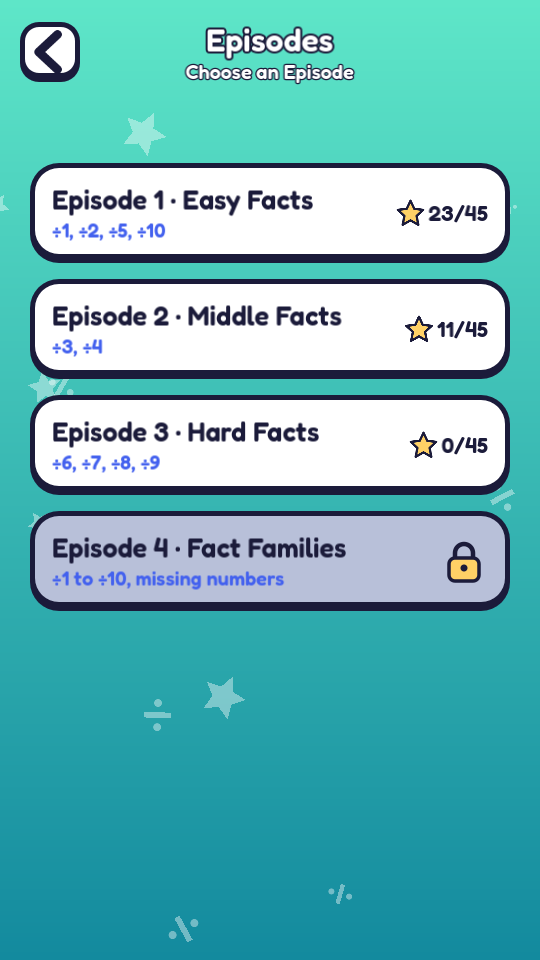 Episodes
Choose an Episode
Episode 1 · Easy Facts
÷1, ÷2, ÷5, ÷10
23/45
Episode 2 · Middle Facts
÷3, ÷4
11/45
Episode 3 · Hard Facts
÷6, ÷7, ÷8, ÷9
0/45
Episode 4 · Fact Families
÷1 to ÷10, missing numbers